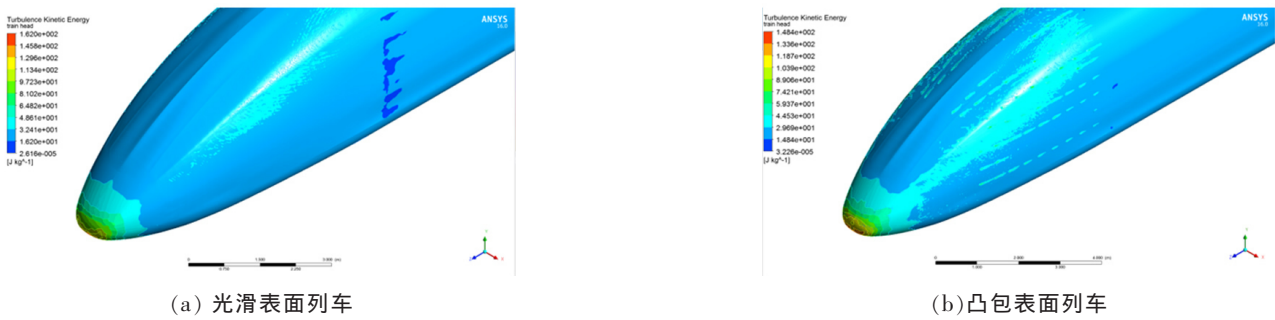 Turbulence Kinetic Energy
train head
1.620e+002
1.458e+002
1.296e+002
1.134e+002
9.723e+001
8.102e+001
6.482e+001
4.861e+001
3.241e+001
1.620e+001
2.616e-005
[J kg^-1]
ANSYS
16.0
(a) 光滑表面列车
Turbulence Kinetic Energy
train head
1.484e+002
1.336e+002
1.187e+002
1.039e+002
8.906e+001
7.421e+001
5.937e+001
4.453e+001
2.969e+001
1.484e+001
3.226e-005
[J kg^-1]
ANSYS
16.0
(b)凸包表面列车